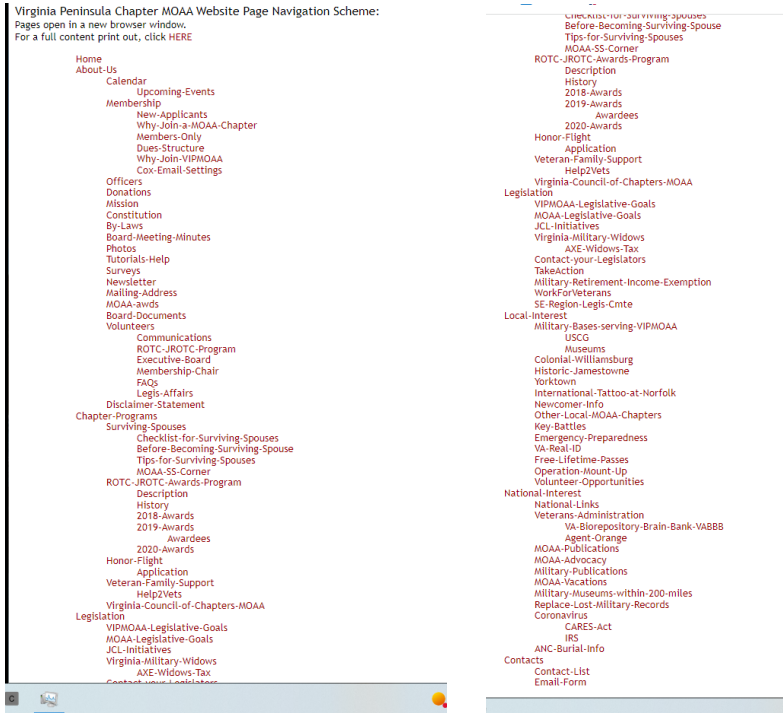 Virginia Peninsula Chapter MOAA Website Page Navigation Scheme:
Pages open in a new browser window.
For a full content print out, click HERE
Home
About-Us
Calendar
Upcoming-Events
Membership
New-Applicants
Why-Join-a-MOAA-Chapter
Members-Only
Dues-Structure
Why-Join-VIPMOAA
Cox-Email-Settings
Officers
Donations
Mission
Constitution
By-Laws
Board-Meeting-Minutes
Photos
Tutorials-Help
Surveys
Newsletter
Mailing-Address
MOAA-awds
Board-Documents
Volunteers
Communications
ROTC-JROTC-Program
Executive-Board
Membership-Chair
FAQs
Legis-Affairs
Disclaimer-Statement
Chapter-Programs
Surviving-Spouses
Checklist-for-Surviving-Spouses
Before-Becoming-Surviving-Spouse
Tips-for-Surviving-Spouses
MOAA-SS-Corner
ROTC-JROTC-Awards-Program
Description
History
2018-Awards
2019-Awards
Awardees
2020-Awards
Honor-Flight
Application
Veteran-Family-Support
Help2Vets
Virginia-Council-of-Chapters-MOAA
Legislation
VIPMOAA-Legislative-Goals
MOAA-Legislative-Goals
JCL-Initiatives
Virginia-Military-Widows
AXE-Widows-Tax
Contact-your-Legislators
C
Checklist-for-Surviving-Spouses
Before-Becoming-Surviving-Spouse
Tips-for-Surviving-Spouses
MOAA-SS-Corner
ROTC-JROTC-Awards-Program
Description
History
2018-Awards
2019-Awards
Awardees
2020-Awards
Honor-Flight
Application
Veteran-Family-Support
Help2Vets
Virginia-Council-of-Chapters-MOAA
Legislation
VIPMOAA-Legislative-Goals
MOAA-Legislative-Goals
JCL-Initiatives
Virginia-Military-Widows
AXE-Widows-Tax
Contact-your-Legislators
TakeAction
Military-Retirement-Income-Exemption
WorkForVeterans
SE-Region-Legis-Cmte
Local-Interest
Military-Bases-serving-VIPMOAA
USCG
Museums
Colonial-Williamsburg
Historic-Jamestowne
Yorktown
International-Tattoo-at-Norfolk
Newcomer-Info
Other-Local-MOAA-Chapters
Key-Battles
Emergency-Preparedness
VA-Real-ID
Free-Lifetime-Passes
Operation-Mount-Up
Volunteer-Opportunities
National-Interest
National-Links
Veterans-Administration
VA-Biorepository-Brain-Bank-VABBB
Agent-Orange
MOAA-Publications
MOAA-Advocacy
Military-Publications
MOAA-Vacations
Military-Museums-within-200-miles
Replace-Lost-Military-Records
Coronavirus
CARES-Act
IRS
ANC-Burial-Info
Contacts
Contact-List
Email-Form